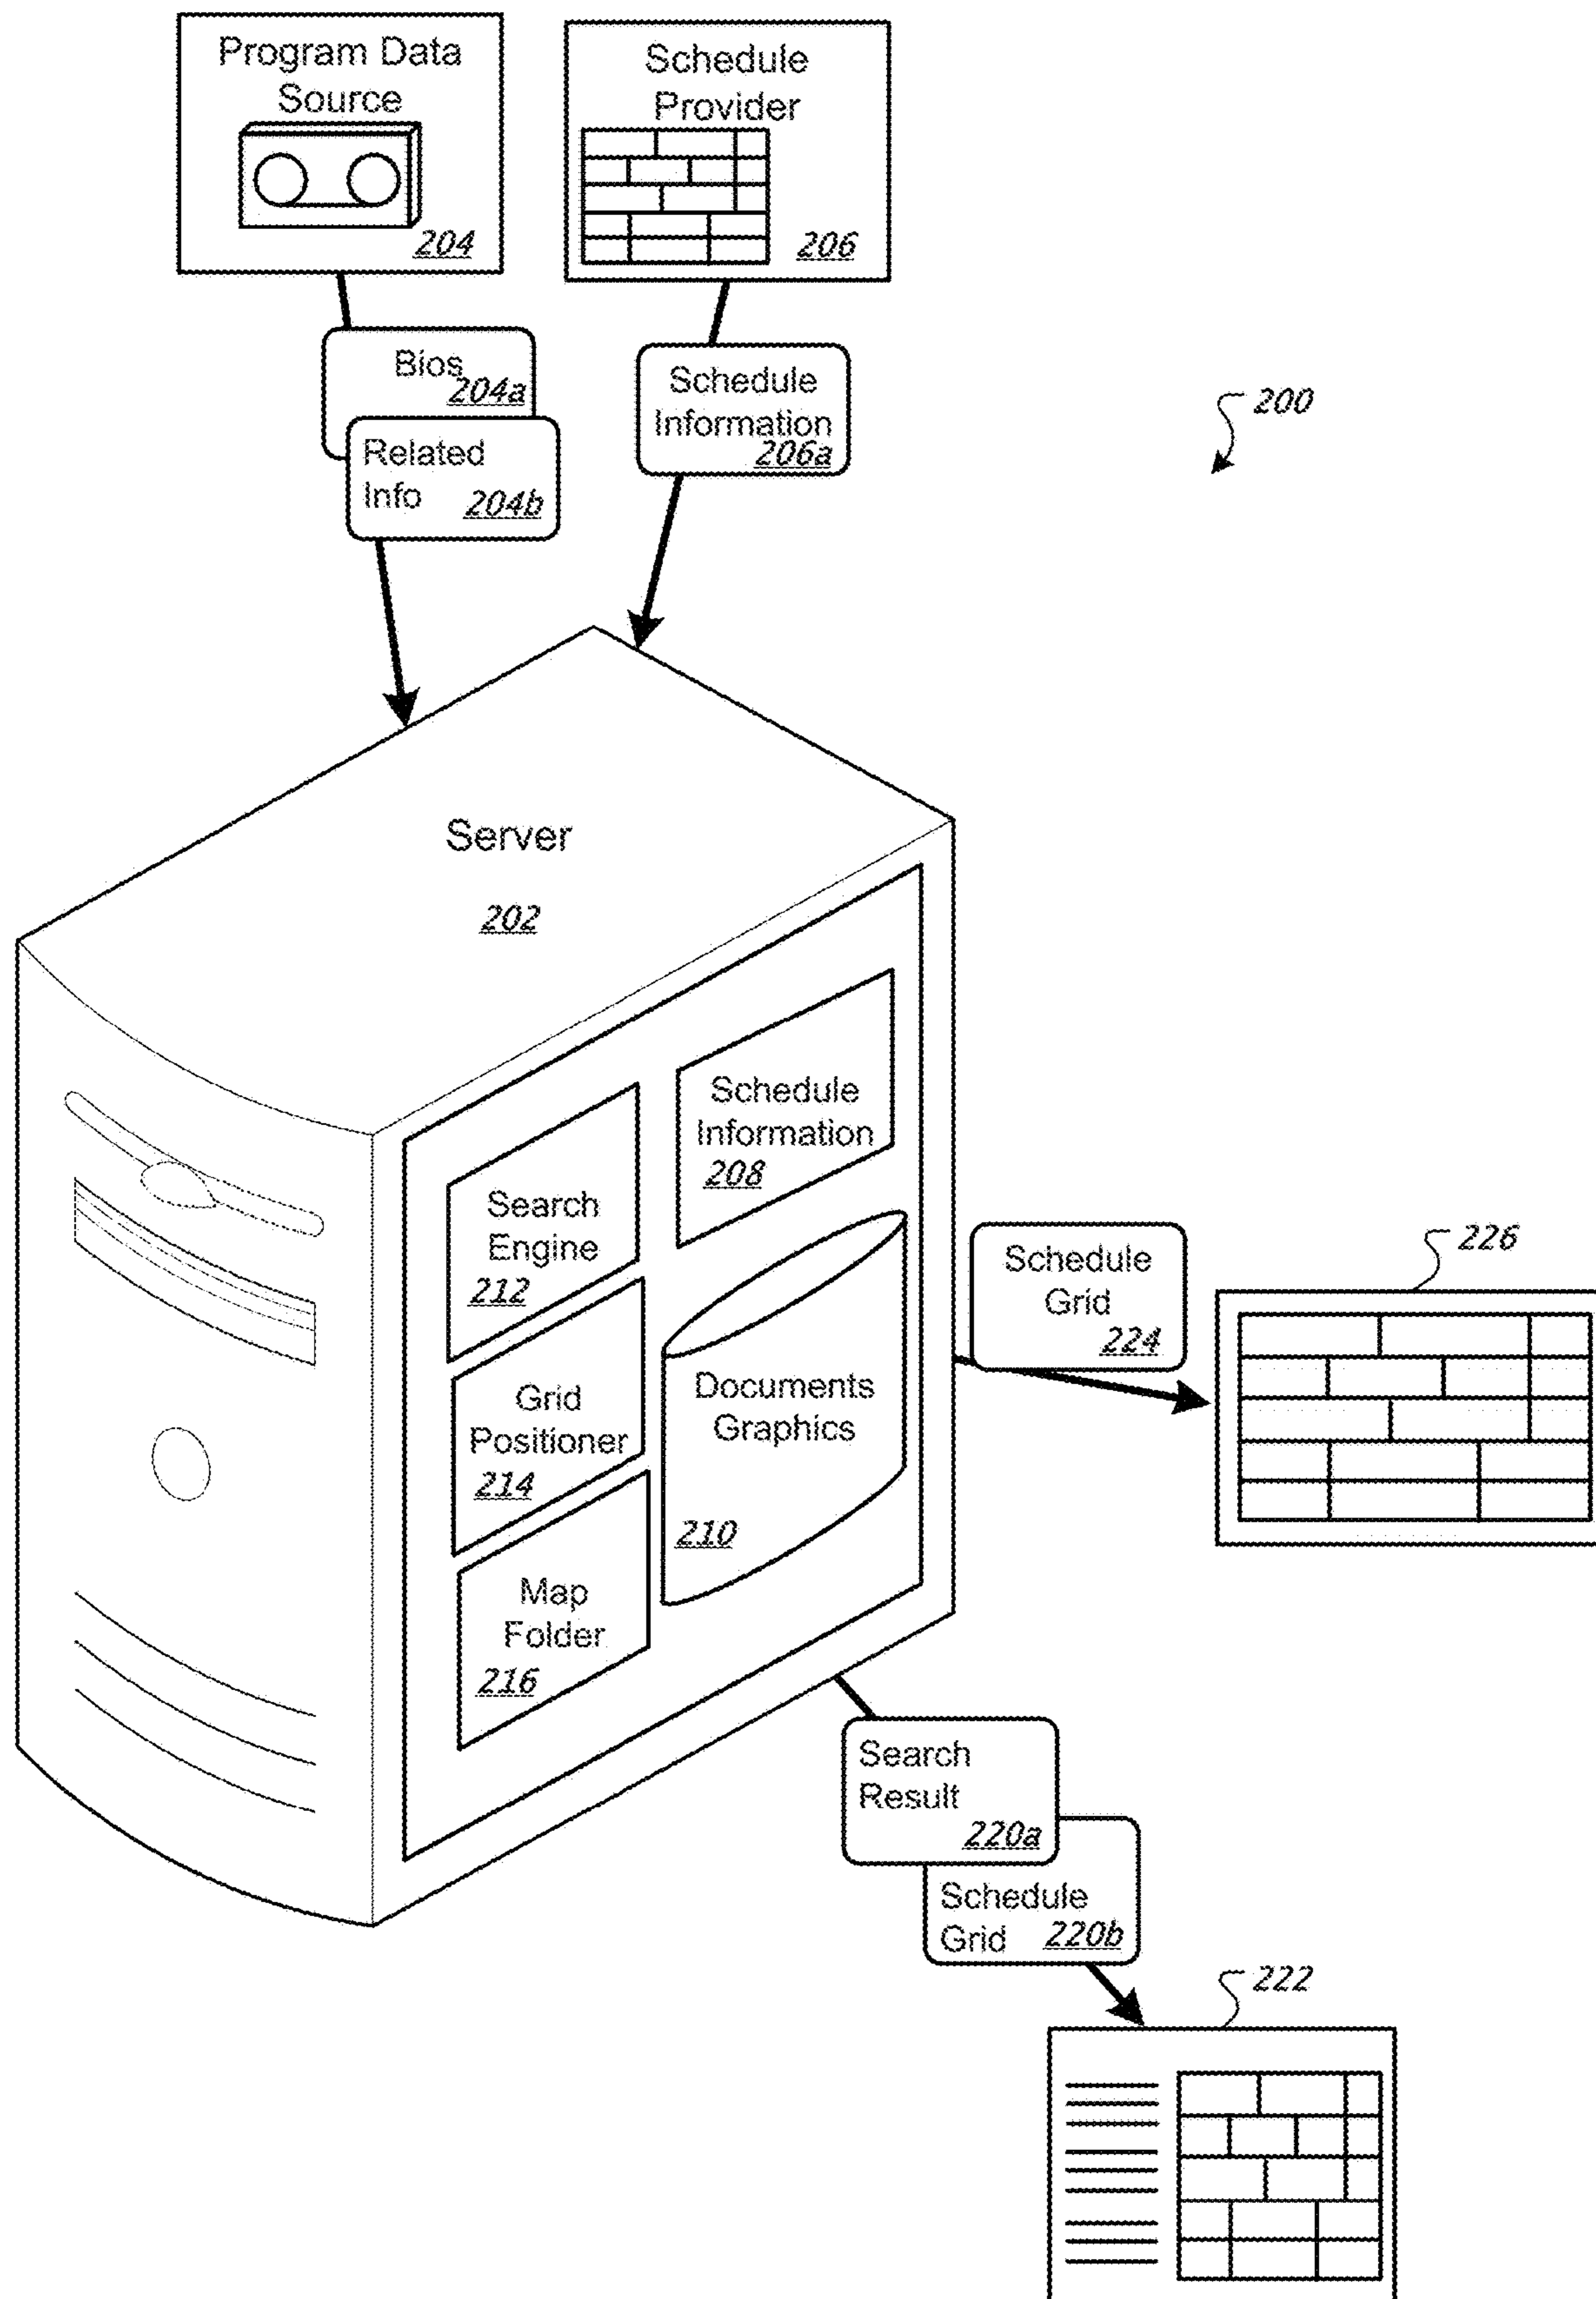 Program Data
Source
204
Schedule
Provider
206
Bios
204a
Related
Info
204b
Schedule
Information
206a
200
Server
202
Schedule
Information
208
Search
Engine
212
Grid
Positioner
214
Map
Folder
216
Documents
Graphics
210
Schedule
Grid
224
226
Search
Result
220a
Schedule
Grid
220b
222